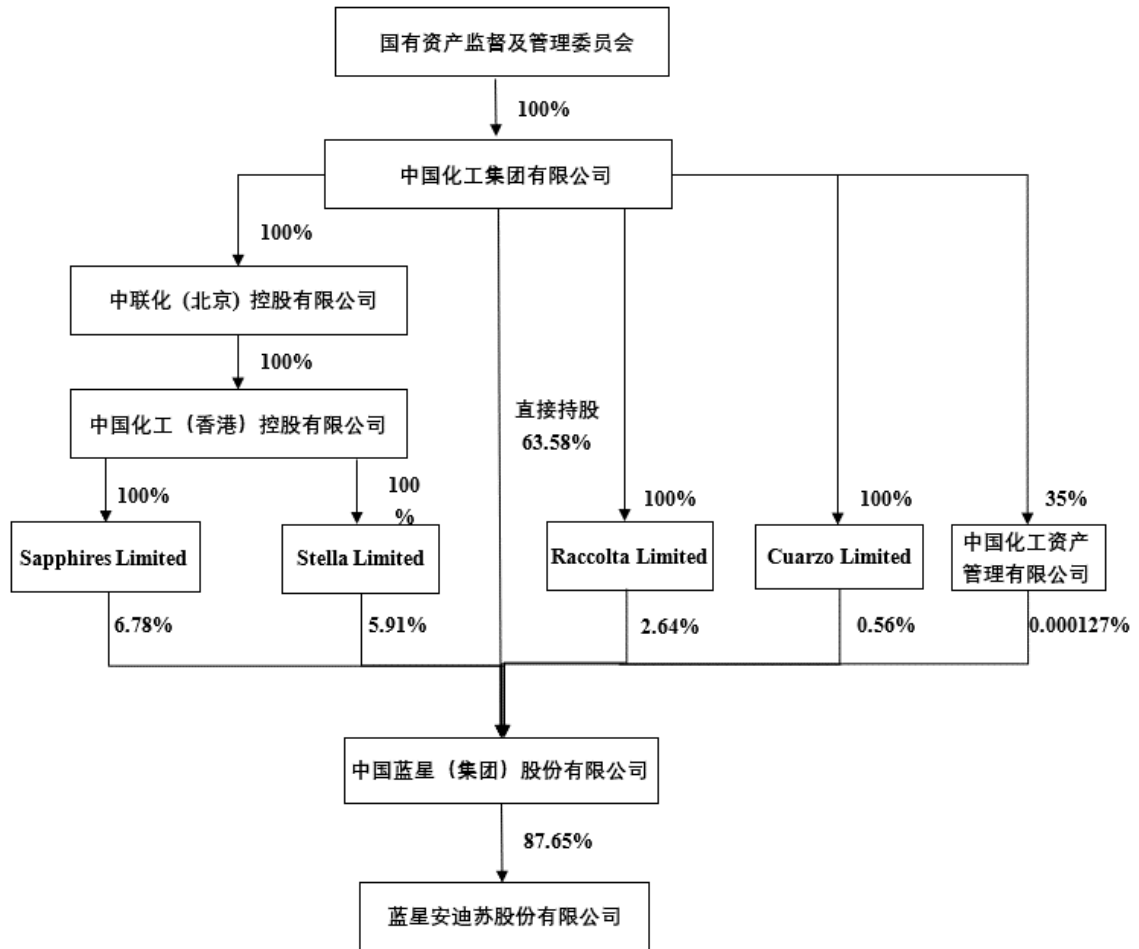 国有资产监督及管理委员会
100%
中国化工集团有限公司
100%
中联化（北京）控股有限公司
100%
中国化工（香港）控股有限公司
直接持股
63.58%
100%
100
%
100%
100%
35%
Sapphires Limited
Stella Limited
Raccolta Limited
Cuarzo Limited
中国化工资产
管理有限公司
6.78%
5.91%
2.64%
0.56%
0.000127%
中国蓝星（集团）股份有限公司
87.65%
蓝星安迪苏股份有限公司